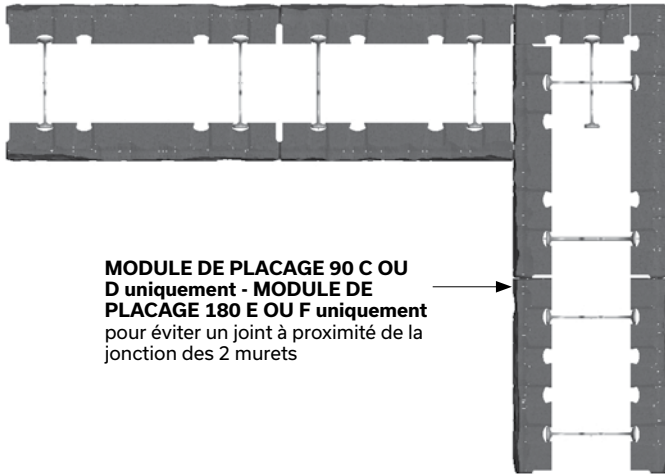 MODULE DE PLACAGE 90 C OU
D uniquement - MODULE DE
PLACAGE 180 E OU F uniquement
pour éviter un joint à proximité de la
jonction des 2 murets